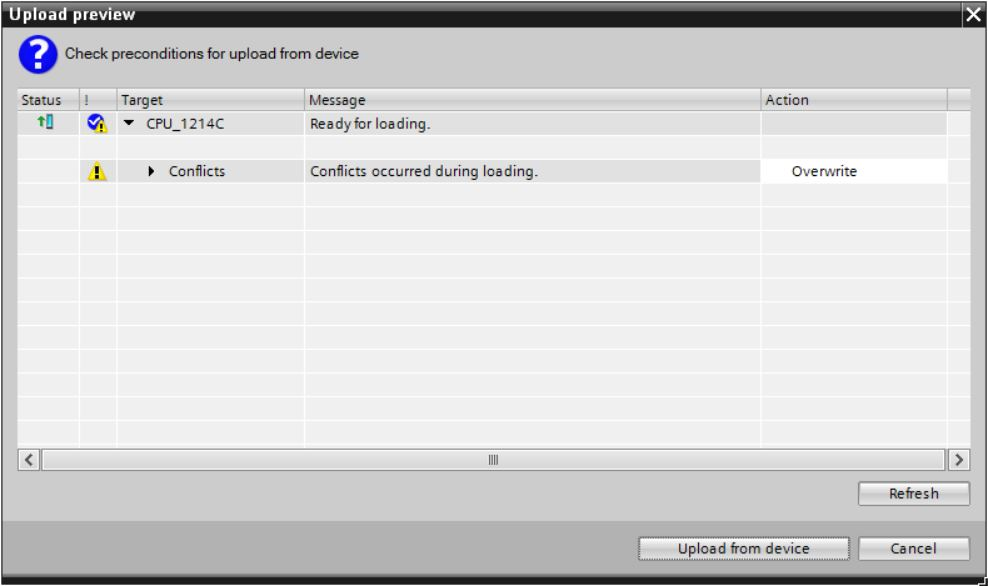 Upload preview
Check preconditions for upload from device
Status ! Target Message Action
CPU_1214C Ready for loading.
Conflicts Conflicts occurred during loading. Overwrite
Refresh
Upload from device Cancel